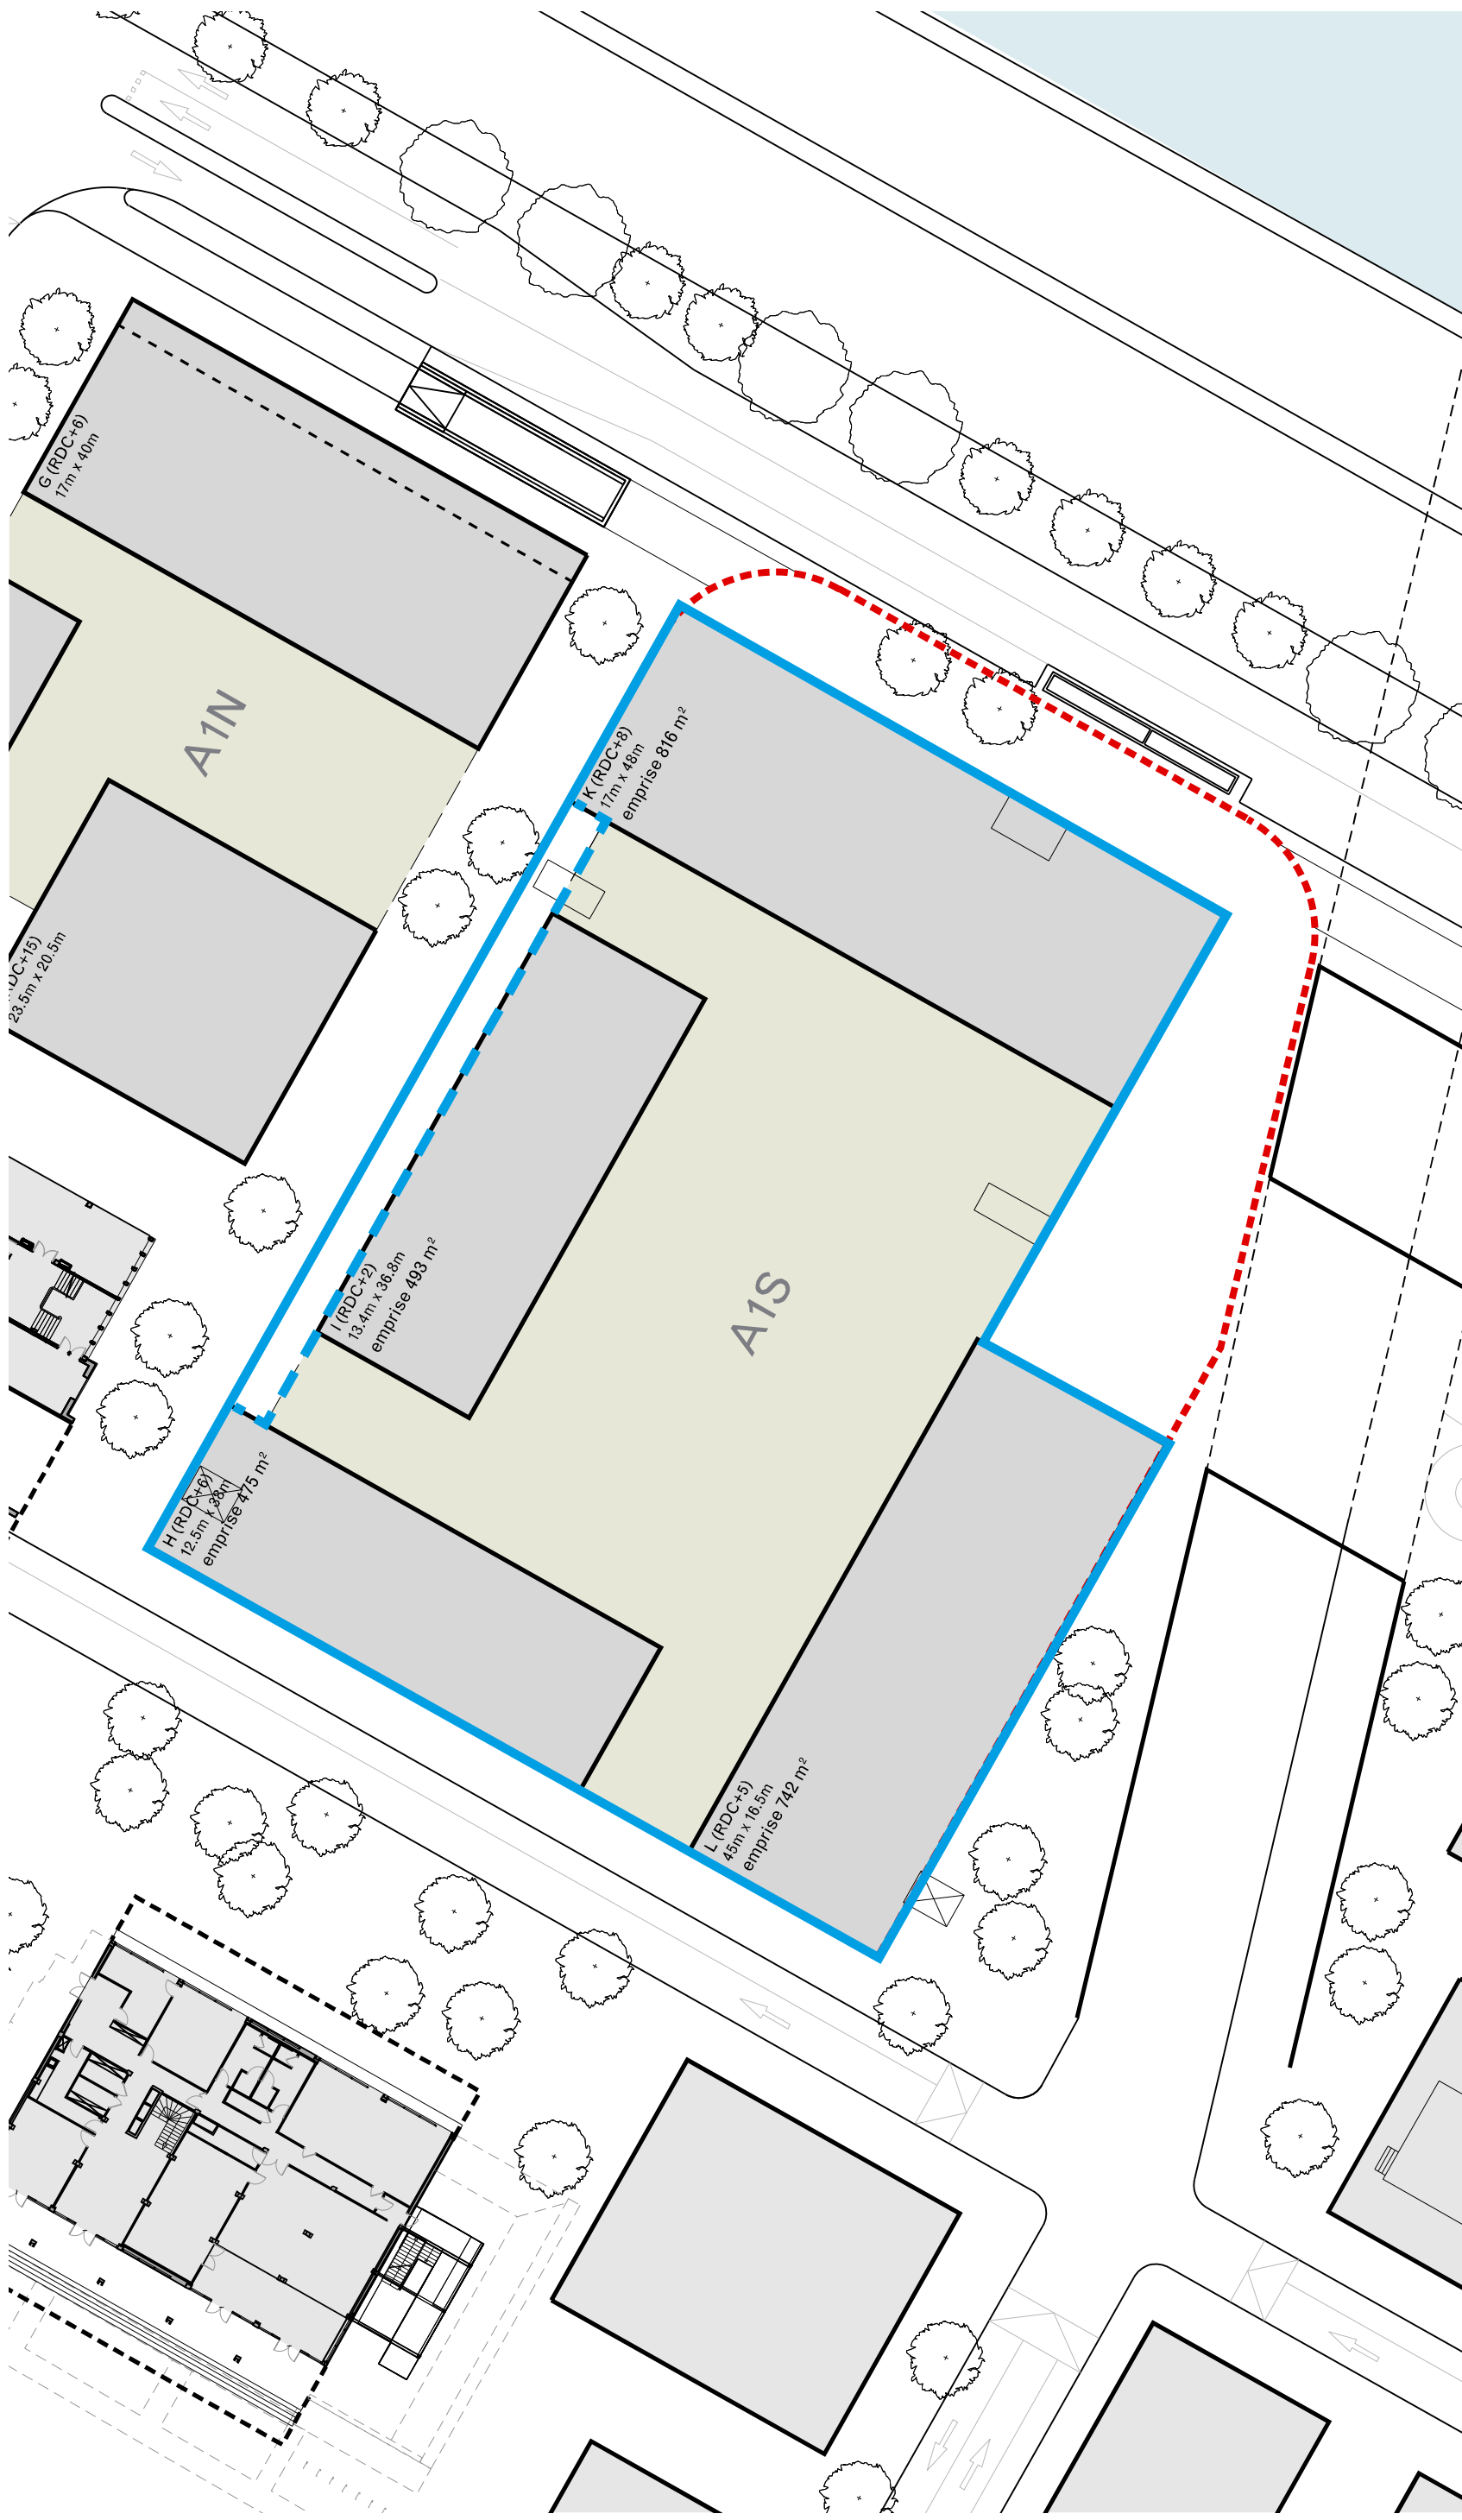 G (RDC+6)
17m x 40m
A1N
K (RDC+8)
17m x 48m
emprise 816 m²
DC+15)
23.5m x 20.5m
I (RDC+2)
13.4m x 36.8m
emprise 493 m²
A1S
H (RDC+6)
12.5m x 38m
emprise 475 m²
L (RDC+5)
45m x 16.5m
emprise 742 m²